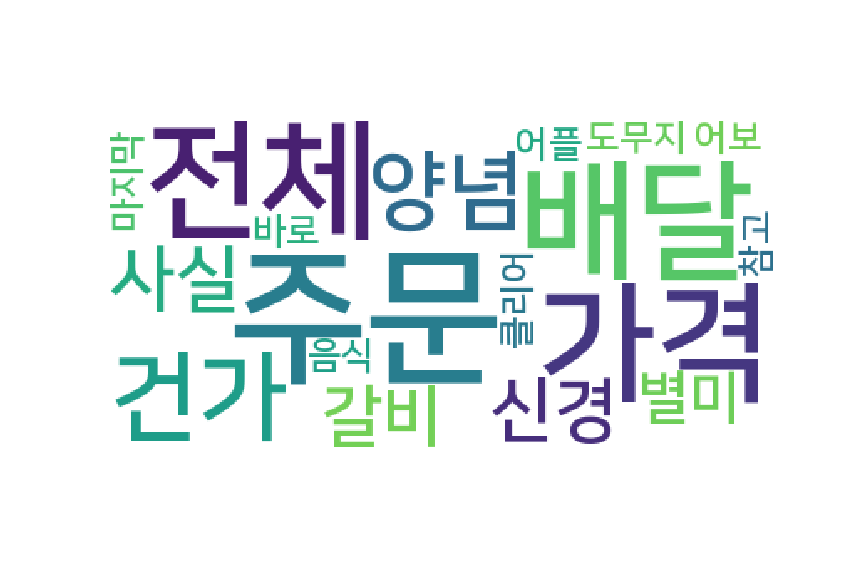 어플 도무지 어보
전체 양념 배달
마지막
바로
참고
사실 주문 클리어 가격
음식
건가 갈비 신경 별미